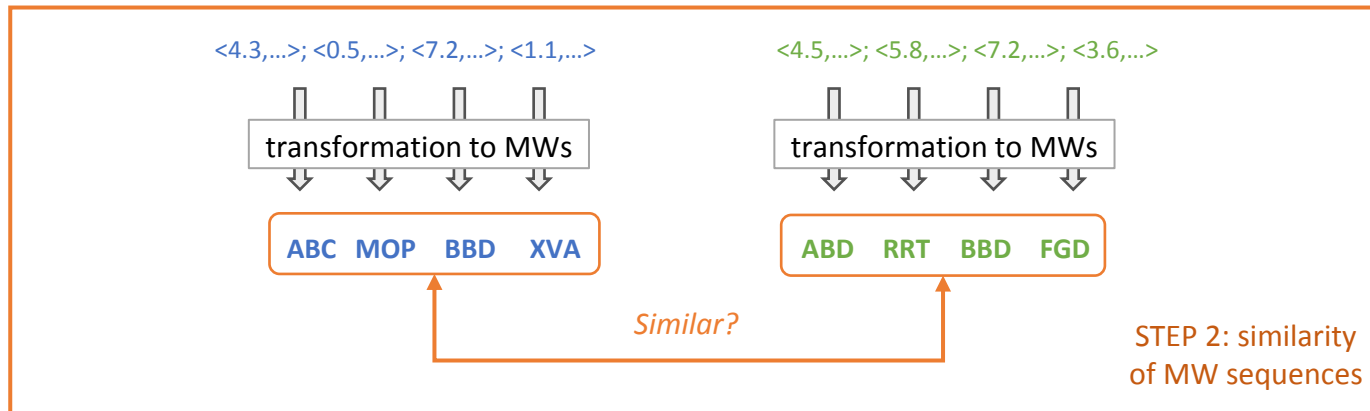 <4.3,…>; <0.5,…>; <7.2,…>; <1.1,…>
<4.5,…>; <5.8,…>; <7.2,…>; <3.6,…>
transformation to MWs
transformation to MWs
ABC MOP BBD XVA
ABD RRT BBD FGD
Similar?
STEP 2: similarity
of MW sequences